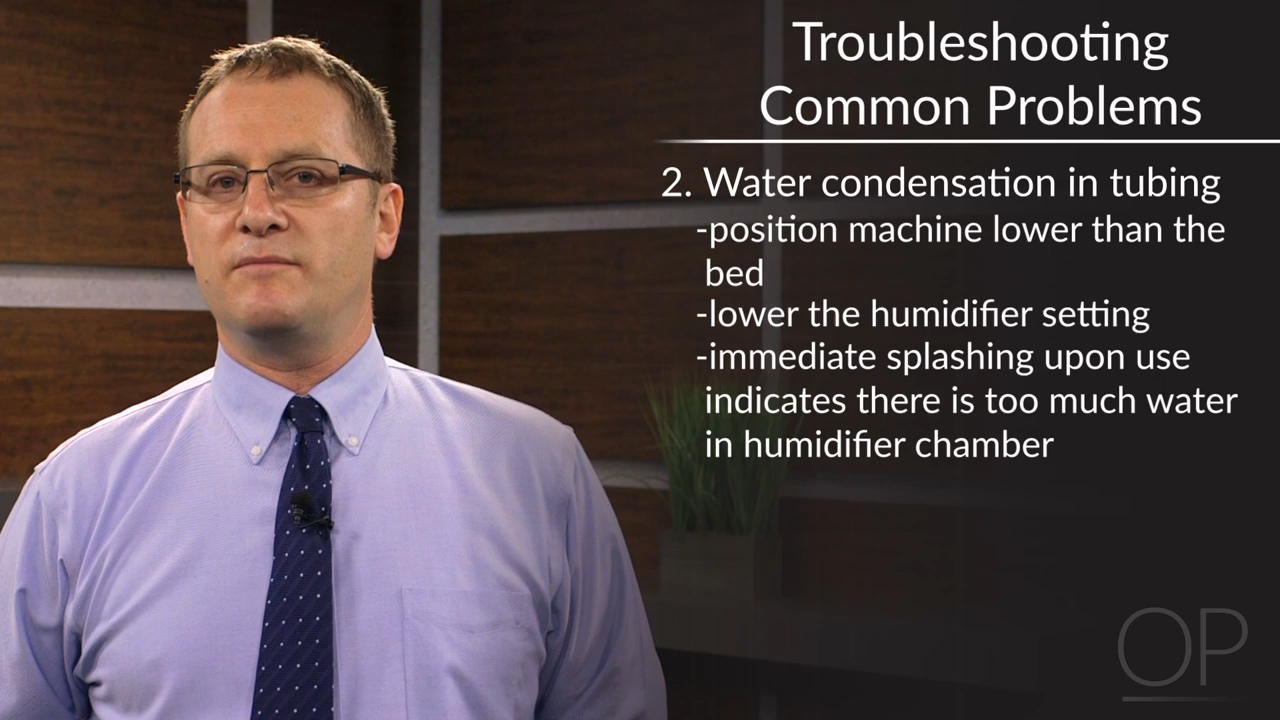 Troubleshooting
Common Problems
2. Water condensation in tubing
-position machine lower than the
bed
-lower the humidifier setting
-immediate splashing upon use
indicates there is too much water
in humidifier chamber
OP